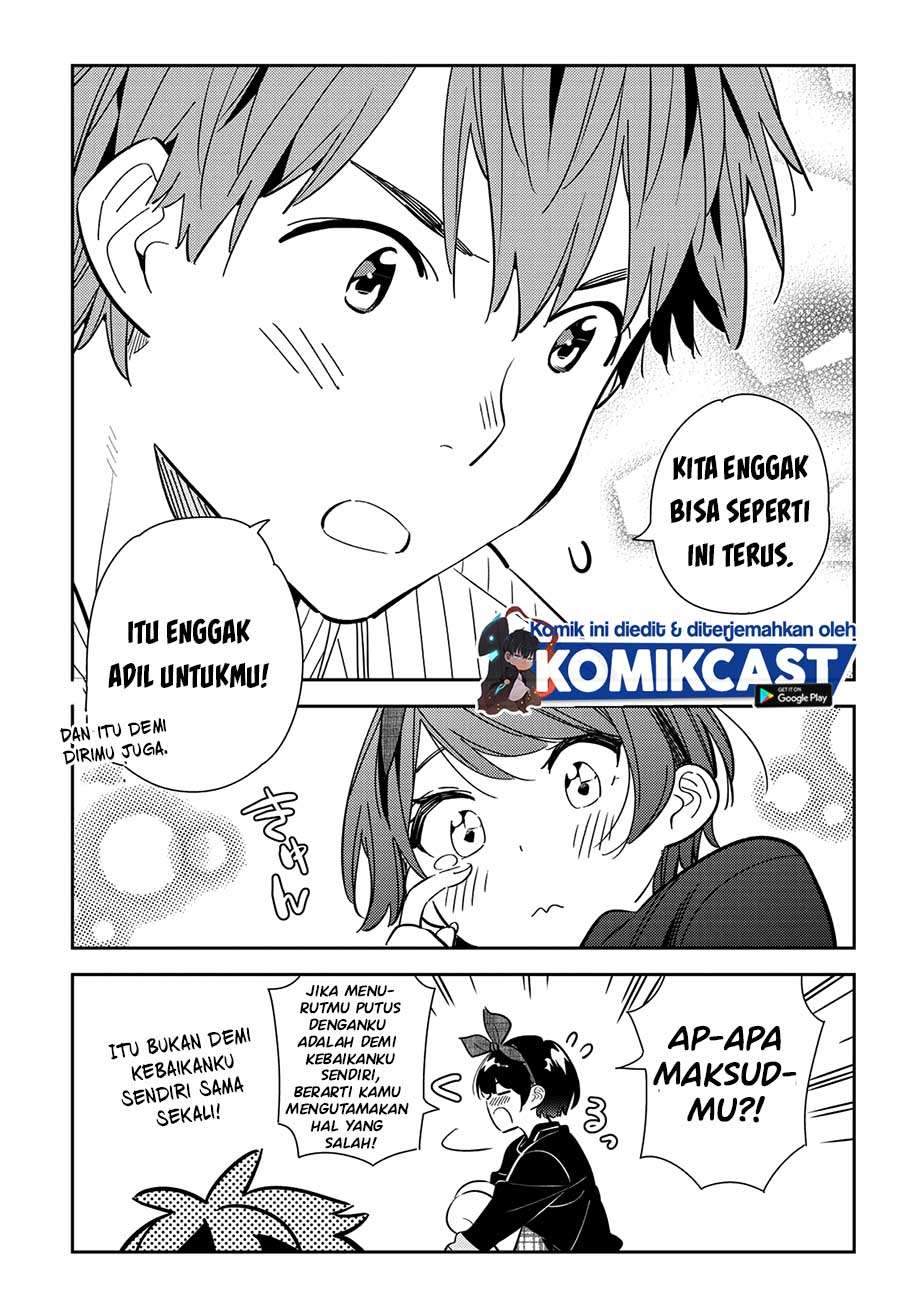 KITA ENGGAK
BISA SEPERTI
INI TERUS.
ITU ENGGAK
ADIL UNTUKMU!
DAN ITU DEMI
DIRIMU JUGA.
Komik ini diedit & diterjemahkan oleh
KOMIKCAST
GET IT ON
Google Play
きゅん
AP-APA
MAKSUD-
MU?!
JIKA MENU-
RUTMU PUTUS
DENGANKU
ADALAH DEMI
KEBAIKANKU
SENDIRI,
BERARTI KAMU
MENGUTAMAKAN
HAL YANG
SALAH!
ITU BUKAN DEMI
KEBAIKANKU
SENDIRI SAMA
SEKALI!